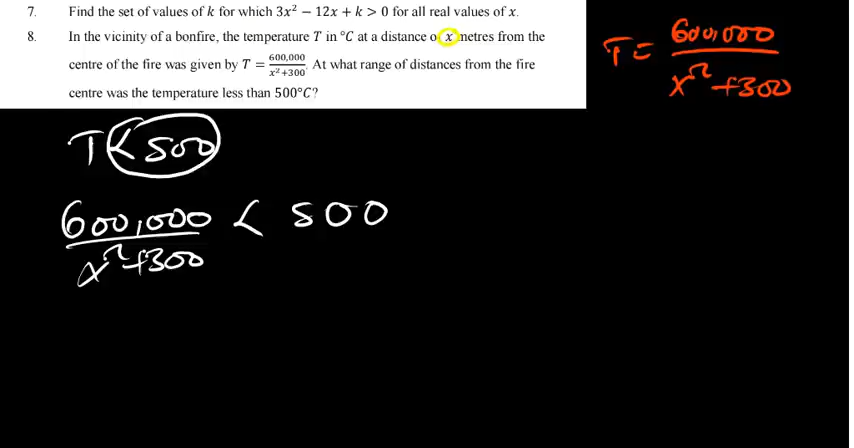 7. Find the set of values of k for which 3x² − 12x + k > 0 for all real values of x.
8. In the vicinity of a bonfire, the temperature T in °C at a distance o x metres from the
centre of the fire was given by T = 600,000/x²+300. At what range of distances from the fire
centre was the temperature less than 500°C?
T = 600,000/x²+300
T < 500
600,000/x²+300 < 500